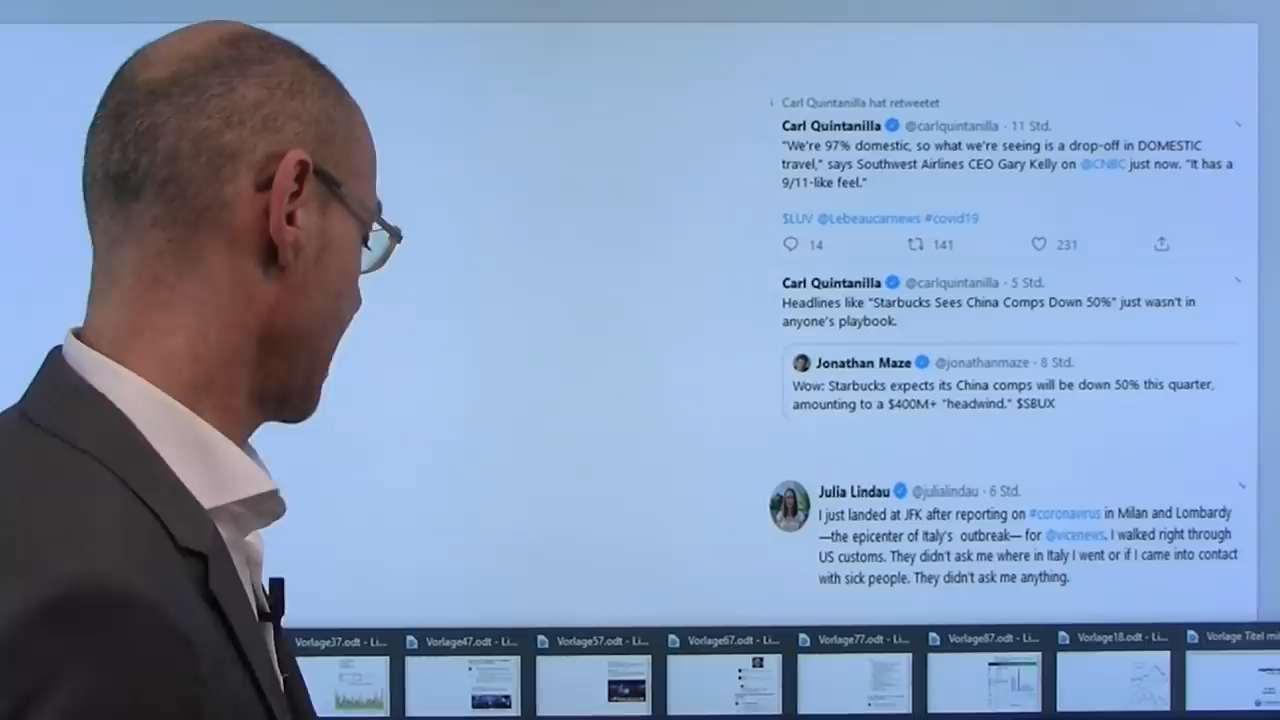 Carl Quintanilla hat retweetet
Carl Quintanilla @carlquintanilla · 11 Std.
"We're 97% domestic, so what we're seeing is a drop-off in DOMESTIC
travel," says Southwest Airlines CEO Gary Kelly on @CNBC just now. "It has a
9/11-like feel."
$LUV @Lebeaucarnews #covid19
14 141 231
Carl Quintanilla @carlquintanilla · 5 Std.
Headlines like "Starbucks Sees China Comps Down 50%" just wasn't in
anyone's playbook.
Jonathan Maze @jonathanmaze · 8 Std.
Wow: Starbucks expects its China comps will be down 50% this quarter,
amounting to a $400M+ "headwind." $SBUX
Julia Lindau @julialindau · 6 Std.
I just landed at JFK after reporting on #coronavirus in Milan and Lombardy
—the epicenter of Italy's outbreak— for @vicenews. I walked right through
US customs. They didn't ask me where in Italy I went or if I came into contact
with sick people. They didn't ask me anything.
Vorlage37.odt - Li... Vorlage47.odt - Li... Vorlage57.odt - Li... Vorlage67.odt - Li... Vorlage77.odt - Li... Vorlage87.odt - Li... Vorlage18.odt - Li... Vorlage Titel